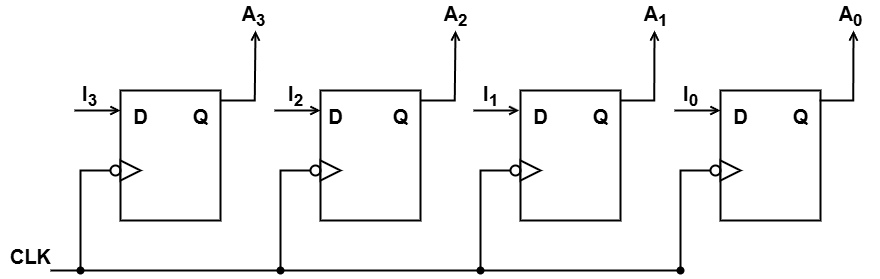 A3 A2 A1 A0
I3 I2 I1 I0
D Q D Q D Q D Q
CLK